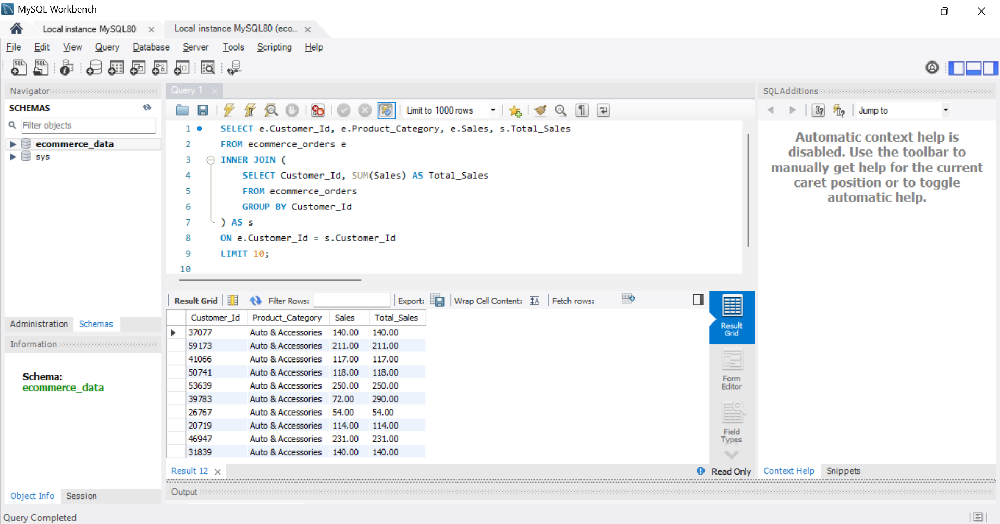 MySQL Workbench
Local instance MySQL80
Local instance MySQL80 (eco...
File Edit View Query Database Server Tools Scripting Help
Navigator
Query 1
SQLAdditions
SCHEMAS
Filter objects
Limit to 1000 rows
Jump to
ecommerce_data
sys
1 SELECT e.Customer_Id, e.Product_Category, e.Sales, s.Total_Sales
2 FROM ecommerce_orders e
3 INNER JOIN (
4 SELECT Customer_Id, SUM(Sales) AS Total_Sales
5 FROM ecommerce_orders
6 GROUP BY Customer_Id
7 ) AS s
8 ON e.Customer_Id = s.Customer_Id
9 LIMIT 10;
10
Automatic context help is
disabled. Use the toolbar to
manually get help for the current
caret position or to toggle
automatic help.
Result Grid Filter Rows: Export: Wrap Cell Content: Fetch rows:
Customer_Id Product_Category Sales Total_Sales
37077 Auto & Accessories 140.00 140.00
59173 Auto & Accessories 211.00 211.00
41066 Auto & Accessories 117.00 117.00
50741 Auto & Accessories 118.00 118.00
53639 Auto & Accessories 250.00 250.00
39783 Auto & Accessories 72.00 290.00
26767 Auto & Accessories 54.00 54.00
20719 Auto & Accessories 114.00 114.00
46947 Auto & Accessories 231.00 231.00
31839 Auto & Accessories 140.00 140.00
Result
Grid
Form
Editor
Field
Types
Administration Schemas
Information
Schema:
ecommerce_data
Result 12
Read Only
Context Help Snippets
Object Info Session
Output
Query Completed